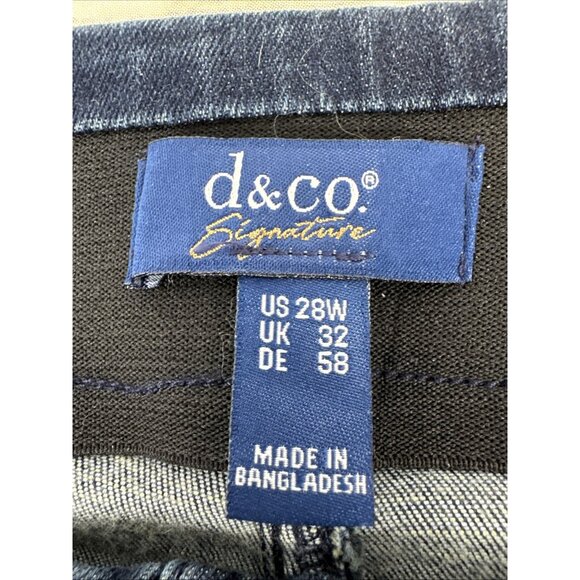 d&co.®
Signature
US 28W
UK 32
DE 58
MADE IN
BANGLADESH